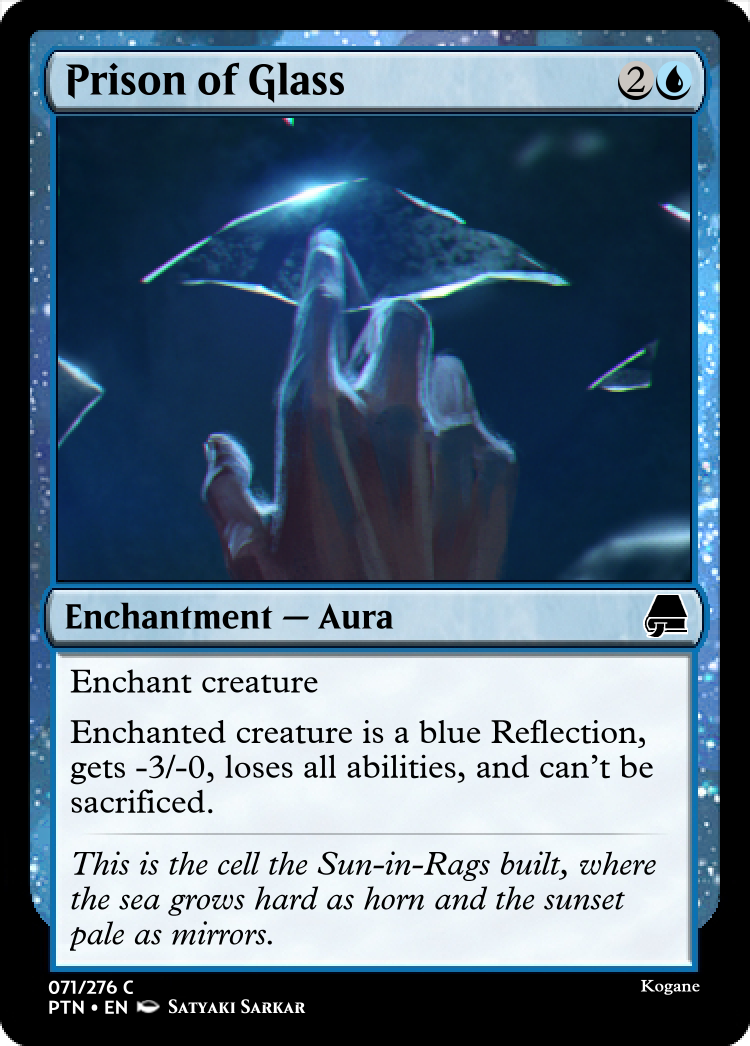 Prison of Glass 2
Enchantment — Aura
Enchant creature
Enchanted creature is a blue Reflection,
gets -3/-0, loses all abilities, and can't be
sacrificed.
This is the cell the Sun-in-Rags built, where
the sea grows hard as horn and the sunset
pale as mirrors.
071/276 C
Kogane
PTN • EN Satyaki Sarkar